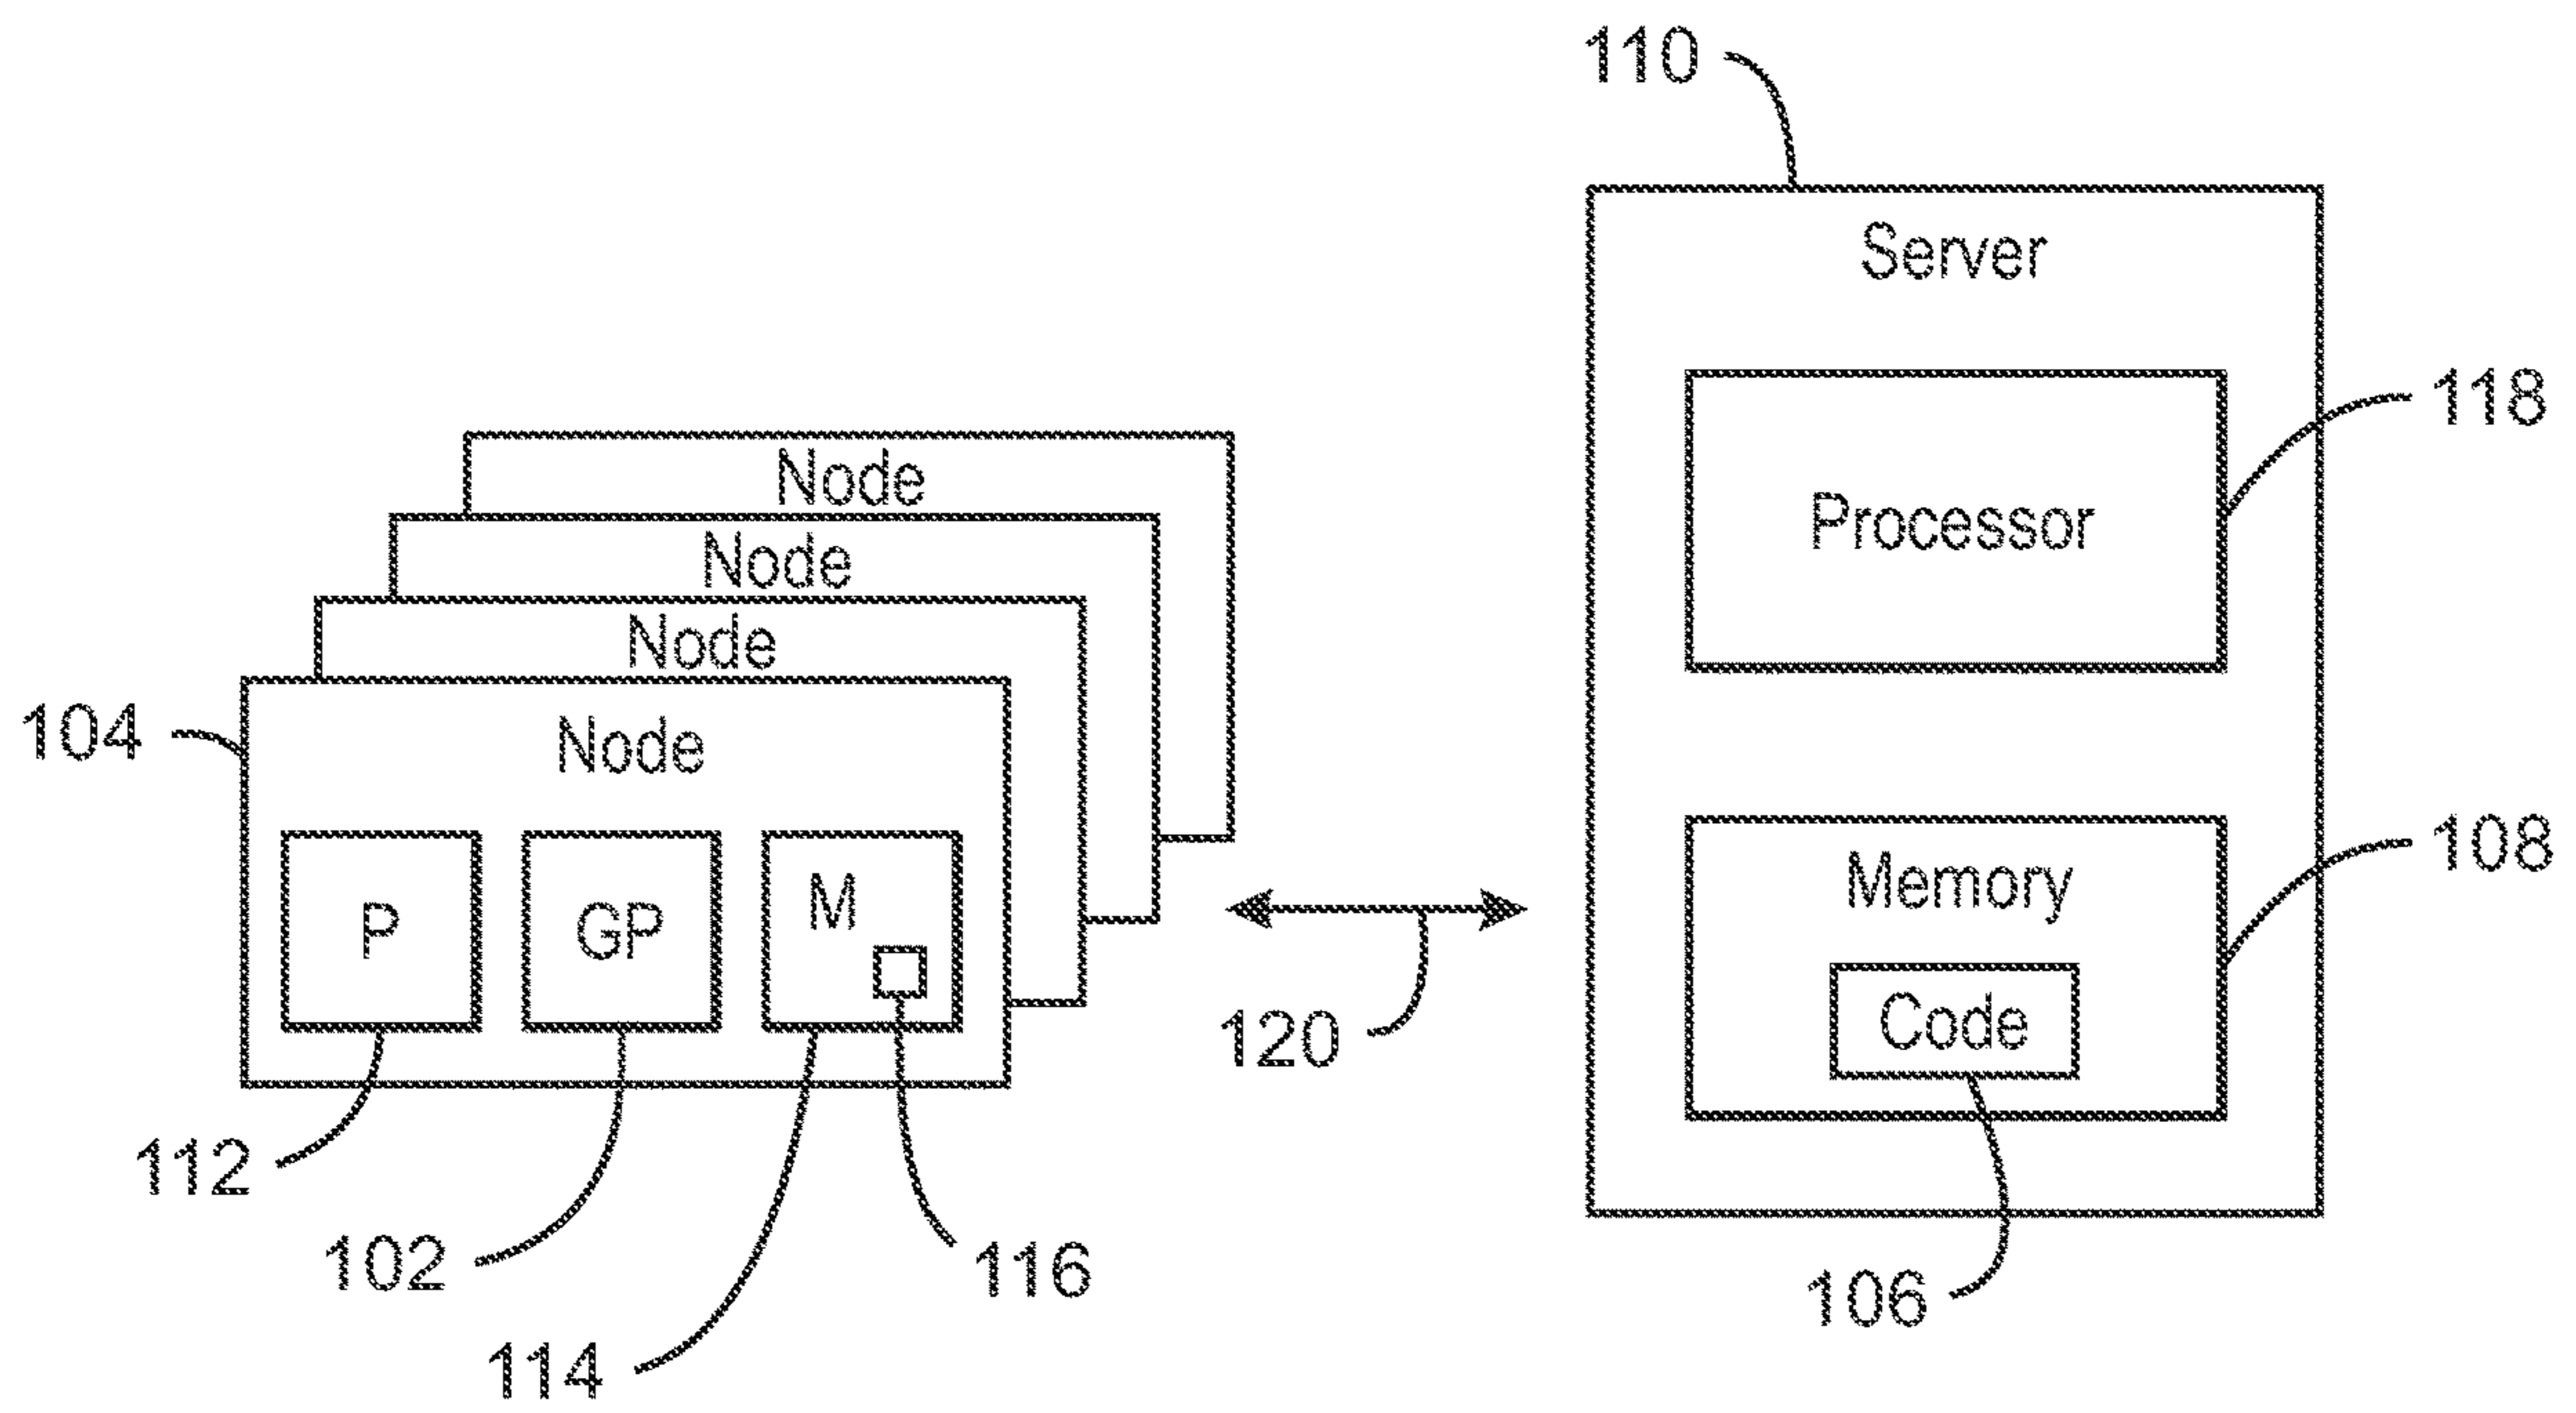 110
Server
118
Processor
Node
Node
Node
104
Node
P
GP
M
108
Memory
Code
120
112
102
116
106
114